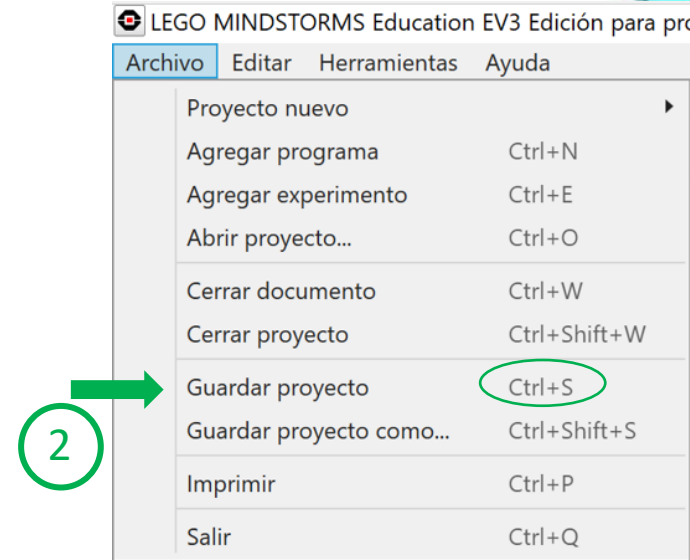 LEGO MINDSTORMS Education EV3 Edición para
Archivo Editar Herramientas Ayuda
Proyecto nuevo
Agregar programa Ctrl+N
Agregar experimento Ctrl+E
Abrir proyecto... Ctrl+O
Cerrar documento Ctrl+W
Cerrar proyecto Ctrl+Shift+W
Guardar proyecto Ctrl+S
2
Guardar proyecto como... Ctrl+Shift+S
Imprimir Ctrl+P
Salir Ctrl+Q